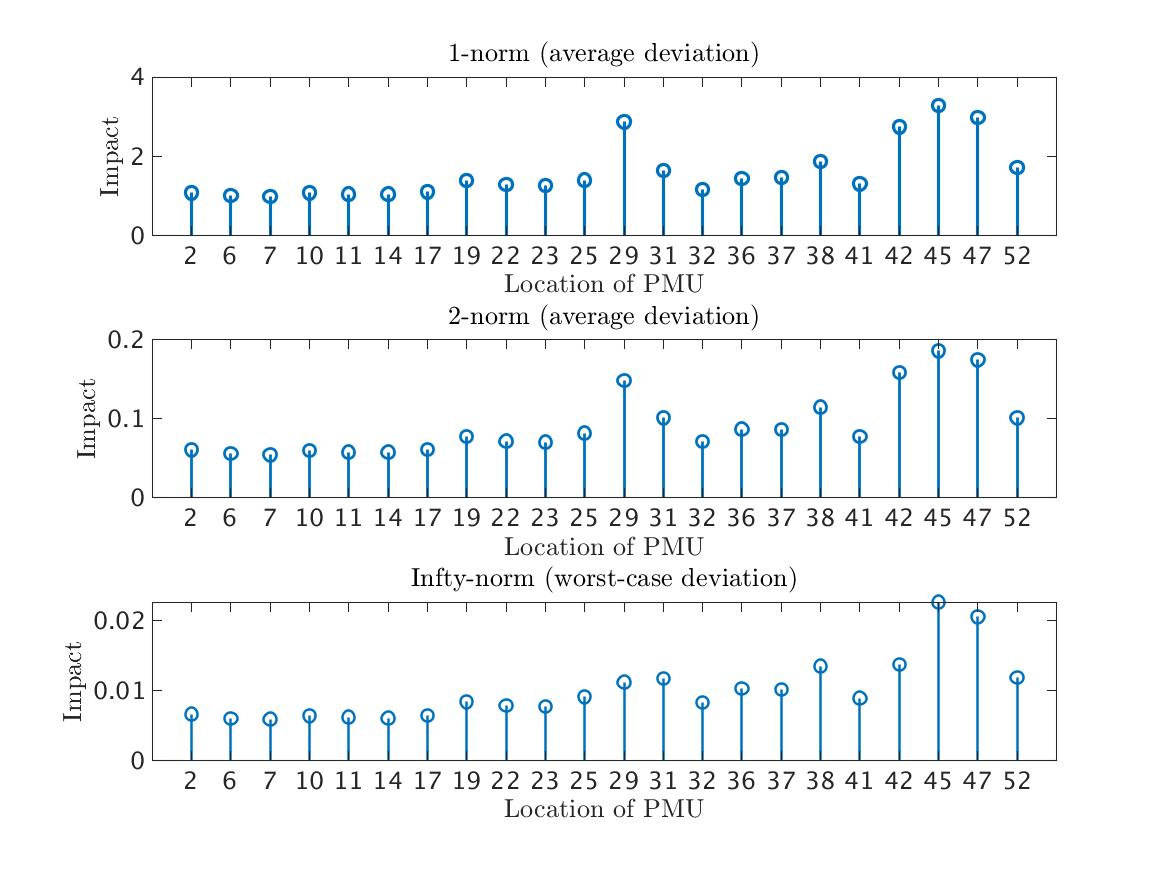 1-norm (average deviation)
4
2
0
Impact
2 6 7 10 11 14 17 19 22 23 25 29 31 32 36 37 38 41 42 45 47 52
Location of PMU
2-norm (average deviation)
0.2
0.1
0
Impact
2 6 7 10 11 14 17 19 22 23 25 29 31 32 36 37 38 41 42 45 47 52
Location of PMU
Infty-norm (worst-case deviation)
0.02
0.01
0
Impact
2 6 7 10 11 14 17 19 22 23 25 29 31 32 36 37 38 41 42 45 47 52
Location of PMU